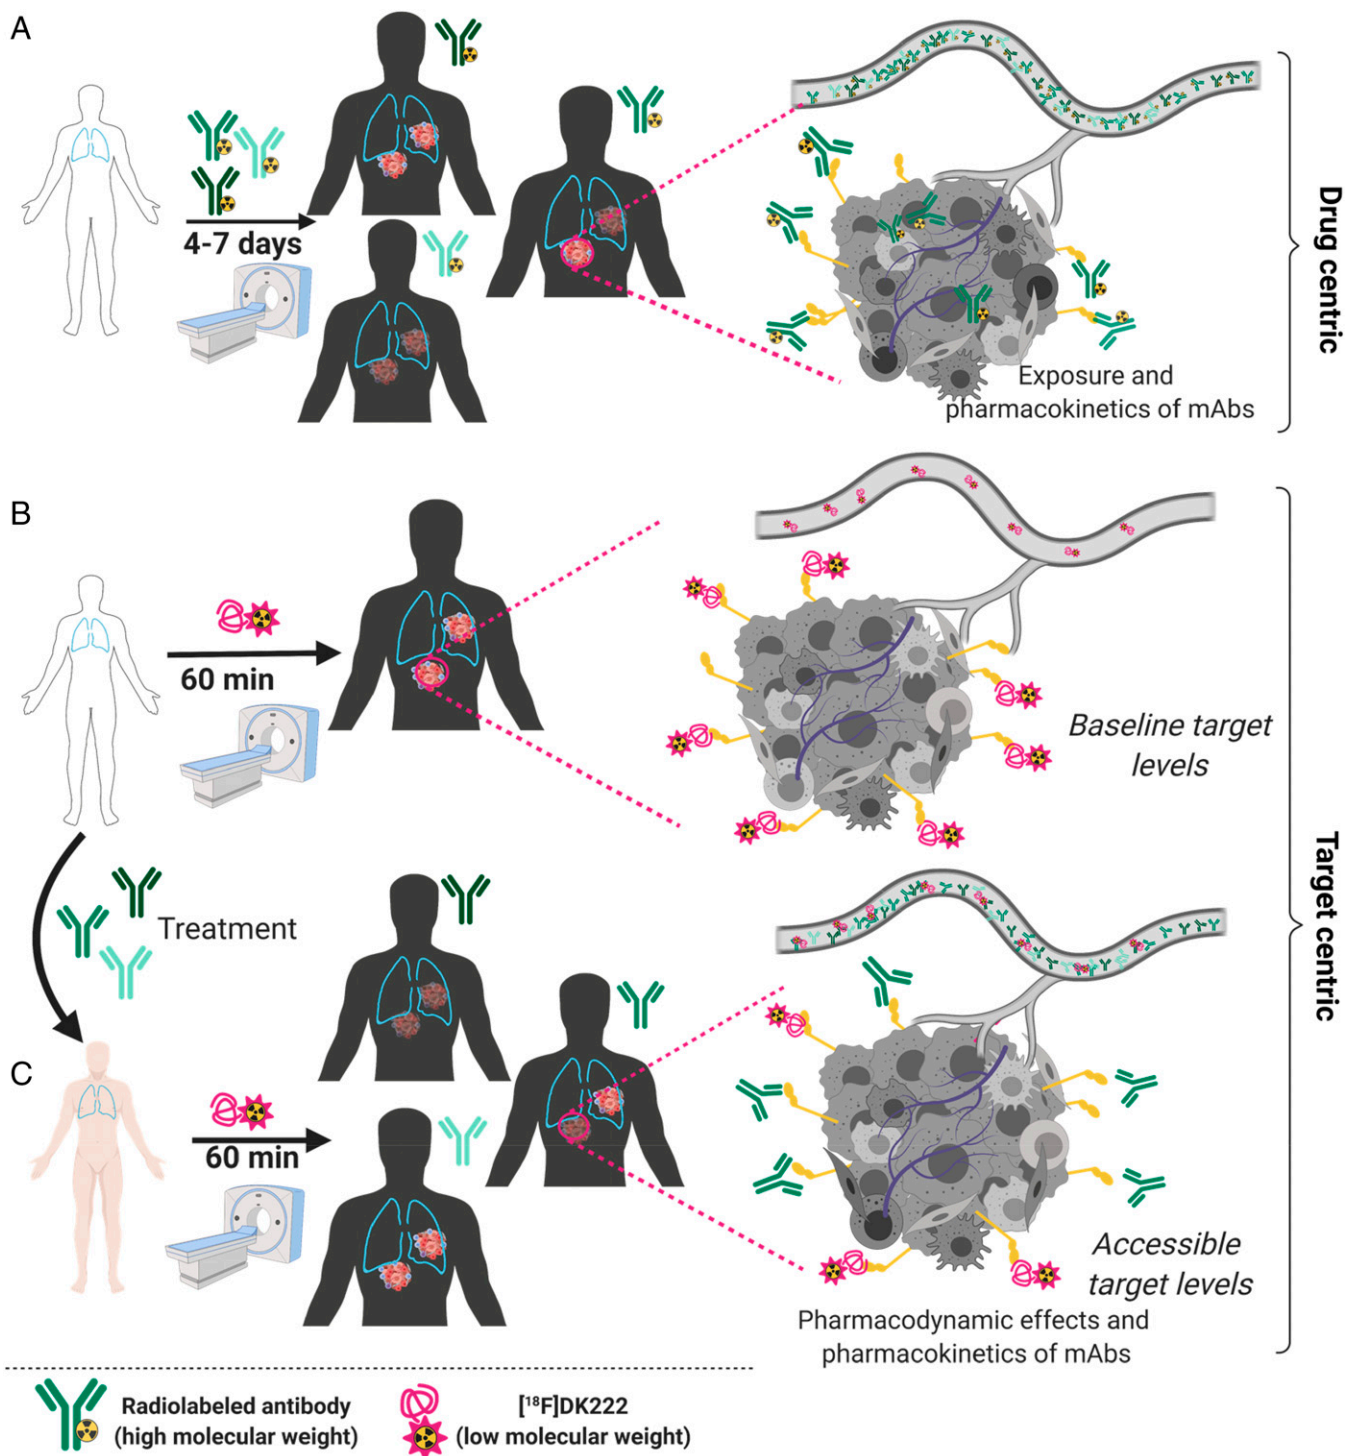 A
4-7 days
Exposure and
pharmacokinetics of mAbs
Drug centric
B
60 min
Baseline target
levels
Treatment
Target centric
C
60 min
Accessible
target levels
Pharmacodynamic effects and
pharmacokinetics of mAbs
Radiolabeled antibody
(high molecular weight)
[¹⁸F]DK222
(low molecular weight)